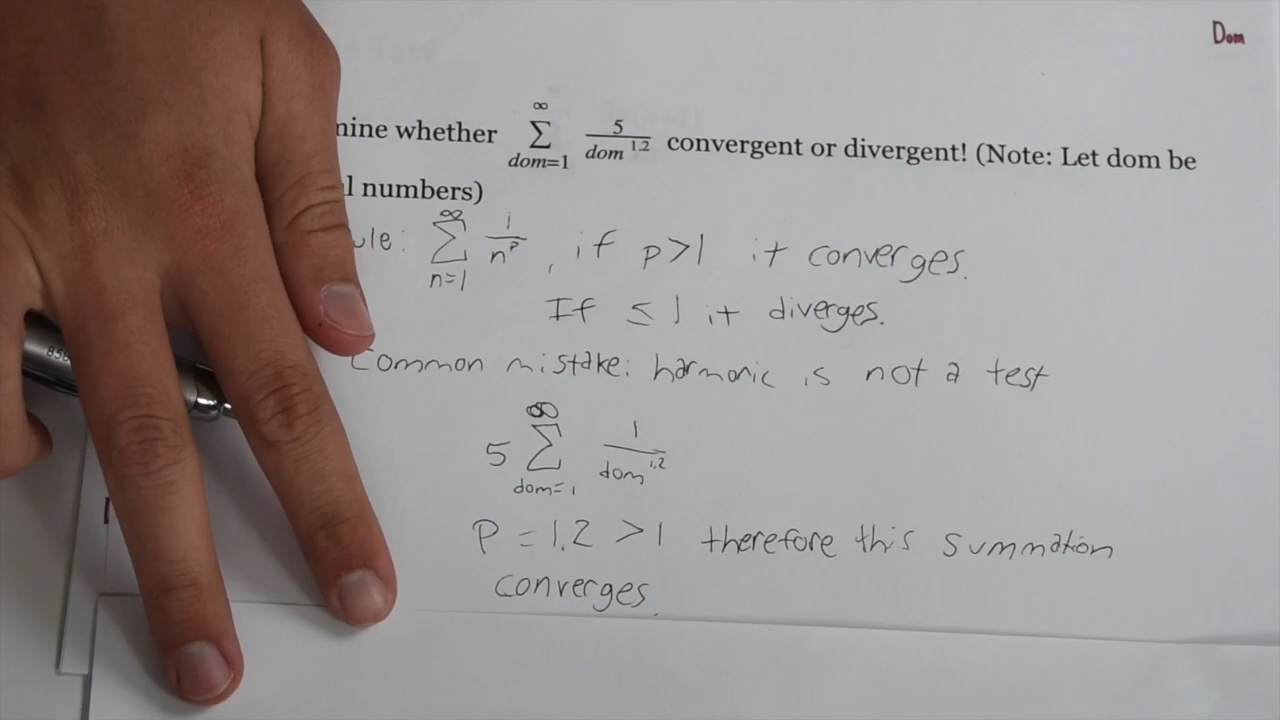 Dom
∞
Σ 5/dom^1.2 convergent or divergent! (Note: Let dom be
whether
dom=1
numbers)
∞
Σ 1/n^p , if p>1 it converges.
n=1
If ≤ 1 it diverges.
Common mistake: harmonic is not a test
∞
5 Σ 1/dom^1.2
dom=1
P = 1.2 > 1 therefore this summation
converges.
858